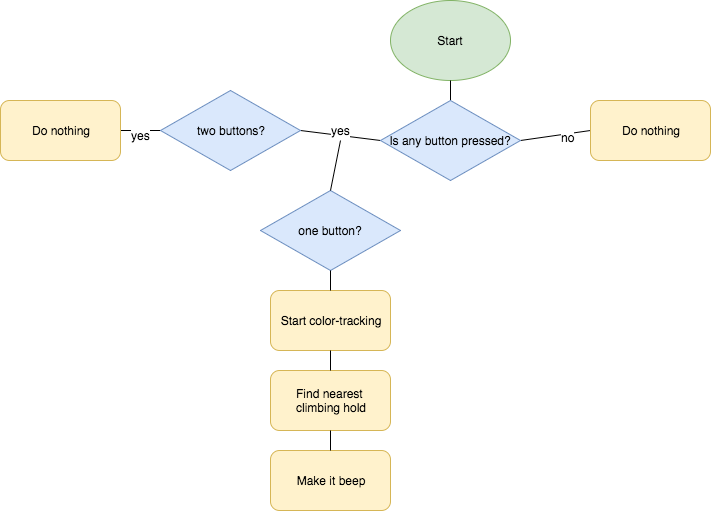 Start
Do nothing
yes
two buttons?
yes
Is any button pressed?
no
Do nothing
one button?
Start color-tracking
Find nearest
climbing hold
Make it beep